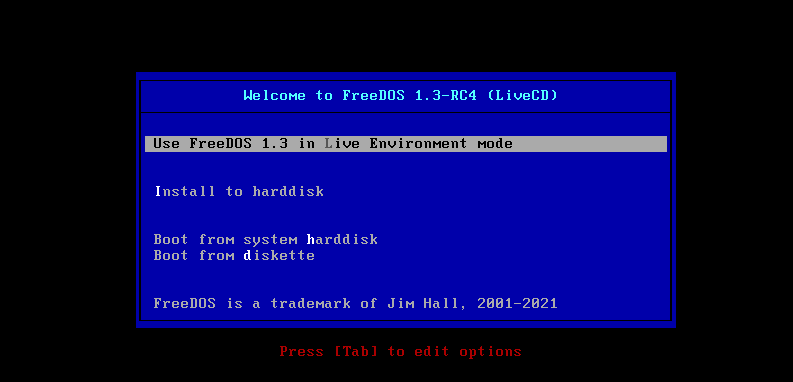 Welcome to FreeDOS 1.3-RC4 (LiveCD)
Use FreeDOS 1.3 in Live Environment mode
Install to harddisk
Boot from system harddisk
Boot from diskette
FreeDOS is a trademark of Jim Hall, 2001-2021
Press [Tab] to edit options